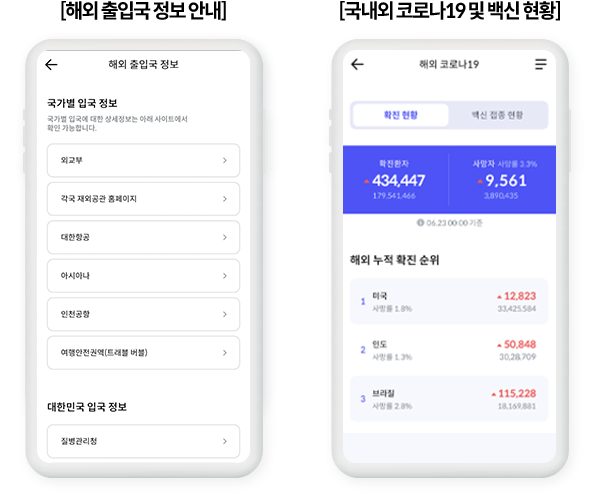 [해외 출입국 정보 안내]
해외 출입국 정보
국가별 입국 정보
국가별 입국에 대한 상세정보는 아래 사이트에서
확인 가능합니다.
외교부
각국 재외공관 홈페이지
대한항공
아시아나
인천공항
여행안전권역(트래블 버블)
대한민국 입국 정보
질병관리청
[국내외 코로나19 및 백신 현황]
해외 코로나19
확진 현황 백신 접종 현황
확진환자 사망자 사망률 3.3%
434,447 9,561
179,541,466 3,890,435
06.23 00:00 기준
해외 누적 확진 순위
1 미국 12,823
사망률 1.8% 33,425,584
2 인도 50,848
사망률 1.3% 30,28,709
3 브라질 115,228
사망률 2.8% 18,169,881